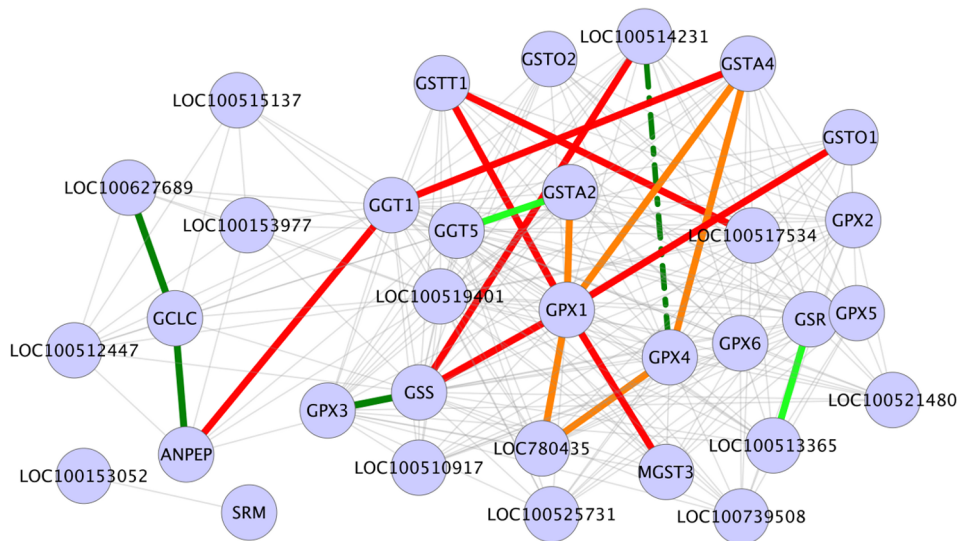 LOC100514231
GSTO2
GSTA4
GSTT1
LOC100515137
GSTO1
LOC100627689
GSTA2
GGT1
GPX2
LOC100153977
GGT5
LOC100517534
LOC100519401
GPX1
GCLC
GSR
GPX5
GPX6
LOC100512447
GPX4
GSS
LOC100521480
GPX3
LOC100513365
LOC780435
ANPEP
LOC100510917
LOC100153052
MGST3
SRM
LOC100525731
LOC100739508